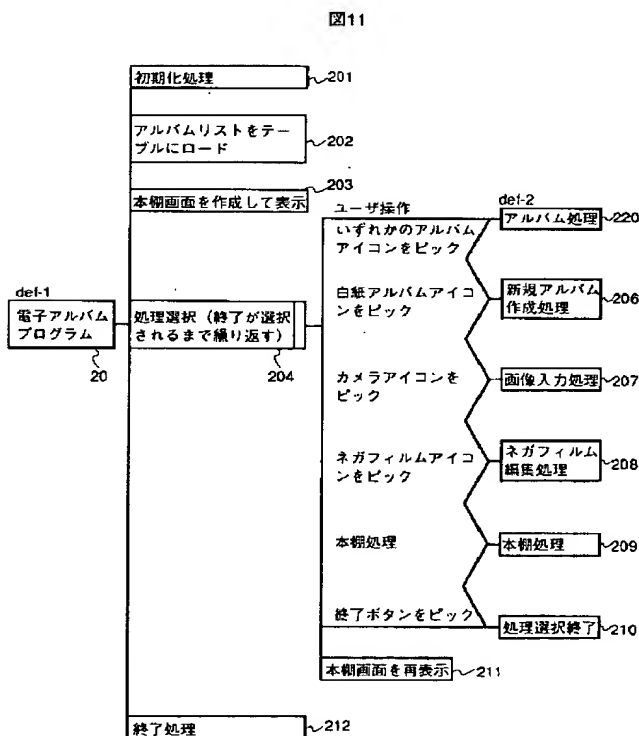 図11
初期化処理
201
アルバムリストをテー
ブルにロード
202
203
本棚画面を作成して表示
def-1
電子アルバム
プログラム
20
処理選択（終了が選択
されるまで繰り返す）
204
ユーザ操作
いずれかのアルバム
アイコンをピック
def-2
アルバム処理
220
白紙アルバムアイコ
ンをピック
新規アルバム
作成処理
206
カメラアイコンを
ピック
画像入力処理
207
ネガフィルムアイコ
ンをピック
ネガフィルム
編集処理
208
本棚処理
本棚処理
209
終了ボタンをピック
処理選択終了
210
本棚画面を再表示
211
終了処理
212